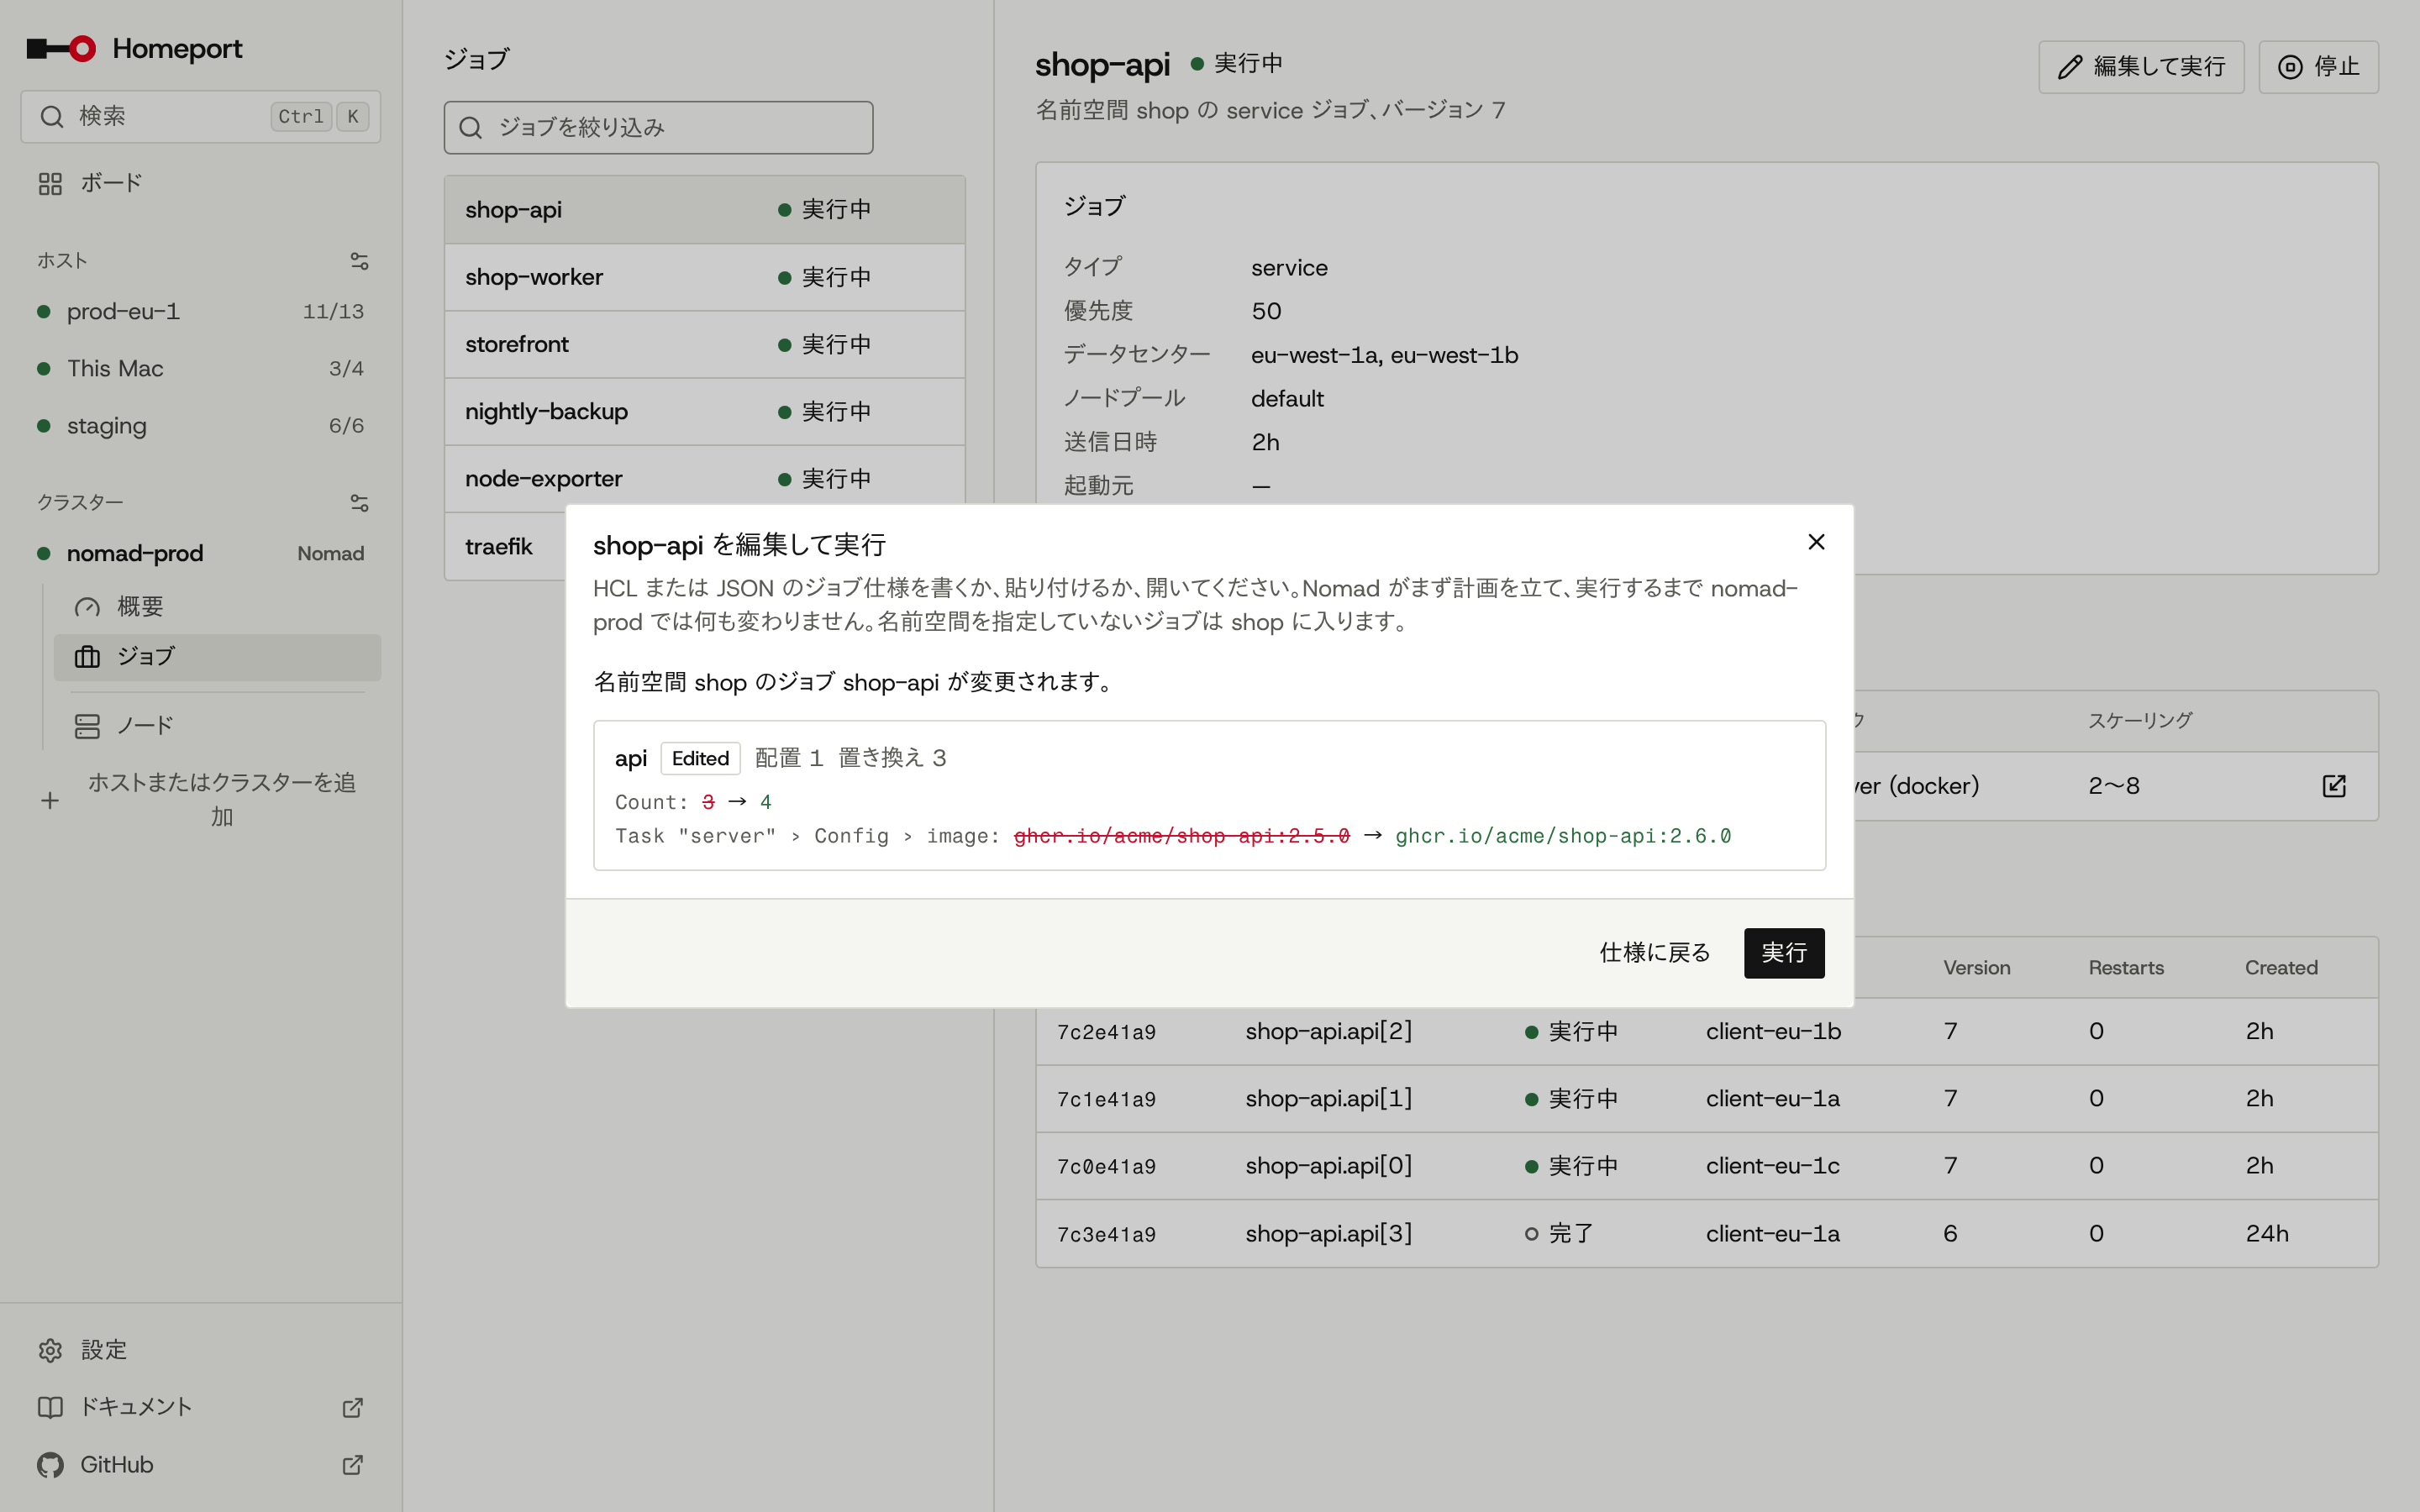 Homeport
検索
Ctrl K
ボード
ホスト
prod-eu-1 11/13
This Mac 3/4
staging 6/6
クラスター
nomad-prod Nomad
概要
ジョブ
ノード
ホストまたはクラスターを追
加
設定
ドキュメント
GitHub
ジョブ
ジョブを絞り込み
shop-api 実行中
shop-worker 実行中
storefront 実行中
nightly-backup 実行中
node-exporter 実行中
traefik
shop-api 実行中
編集して実行
停止
名前空間 shop の service ジョブ、バージョン 7
ジョブ
タイプ service
優先度 50
データセンター eu-west-1a, eu-west-1b
ノードプール default
送信日時 2h
起動元 —
shop-api を編集して実行
HCL または JSON のジョブ仕様を書くか、貼り付けるか、開いてください。Nomad がまず計画を立て、実行するまで nomad-
prod では何も変わりません。名前空間を指定していないジョブは shop に入ります。
名前空間 shop のジョブ shop-api が変更されます。
api Edited 配置 1 置き換え 3
Count: 3 → 4
Task "server" › Config › image: ghcr.io/acme/shop-api:2.5.0 → ghcr.io/acme/shop-api:2.6.0
仕様に戻る
実行
スケーリング
(docker) 2〜8
Version Restarts Created
7c2e41a9 shop-api.api[2] 実行中 client-eu-1b 7 0 2h
7c1e41a9 shop-api.api[1] 実行中 client-eu-1a 7 0 2h
7c0e41a9 shop-api.api[0] 実行中 client-eu-1c 7 0 2h
7c3e41a9 shop-api.api[3] 完了 client-eu-1a 6 0 24h